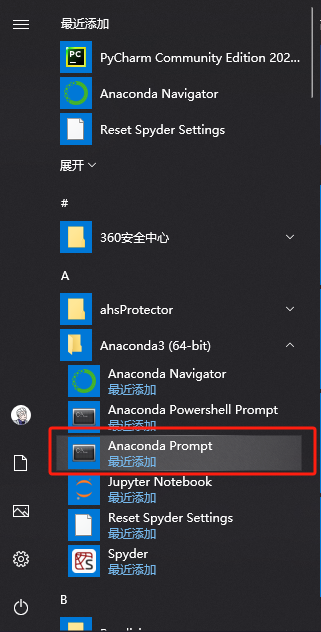 最近添加
PyCharm Community Edition 202...
Anaconda Navigator
Reset Spyder Settings
展开
#
360安全中心
A
ahsProtector
Anaconda3 (64-bit)
Anaconda Navigator
最近添加
Anaconda Powershell Prompt
最近添加
Anaconda Prompt
最近添加
Jupyter Notebook
最近添加
Reset Spyder Settings
最近添加
Spyder
最近添加
B